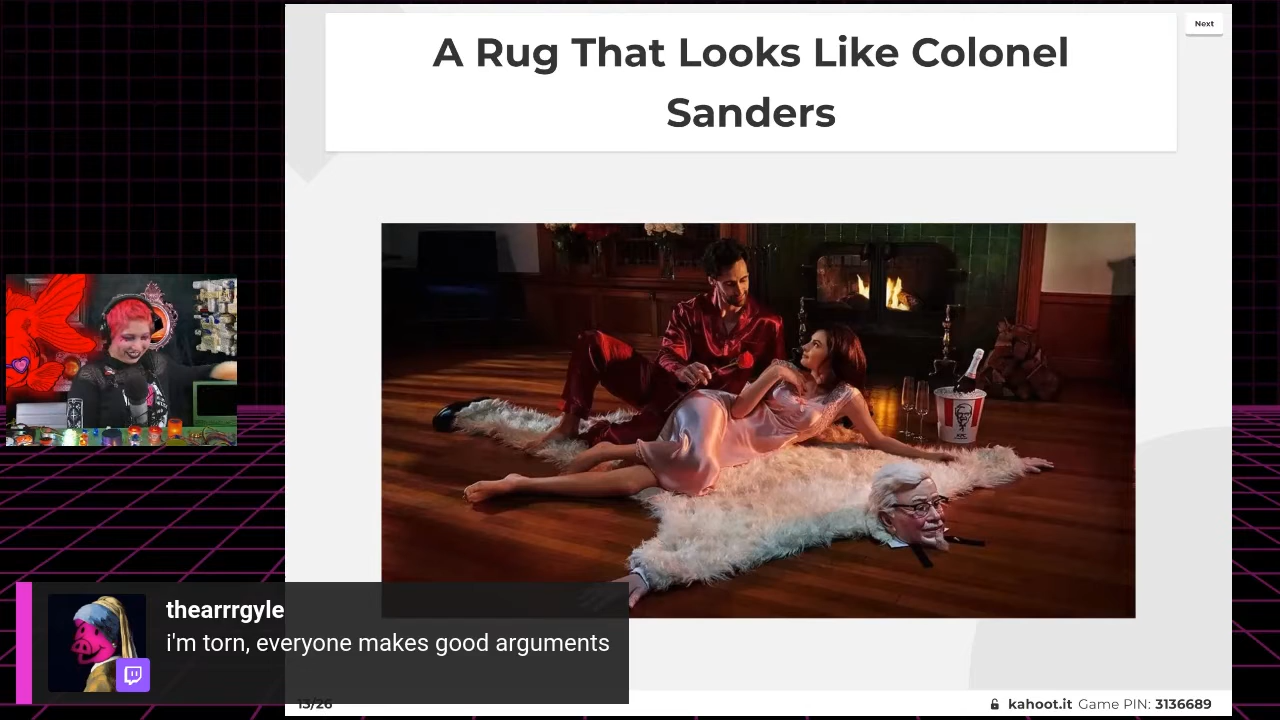 Next
A Rug That Looks Like Colonel
Sanders
KFC
thearrrgyle
i'm torn, everyone makes good arguments
13/26
kahoot.it Game PIN: 3136689